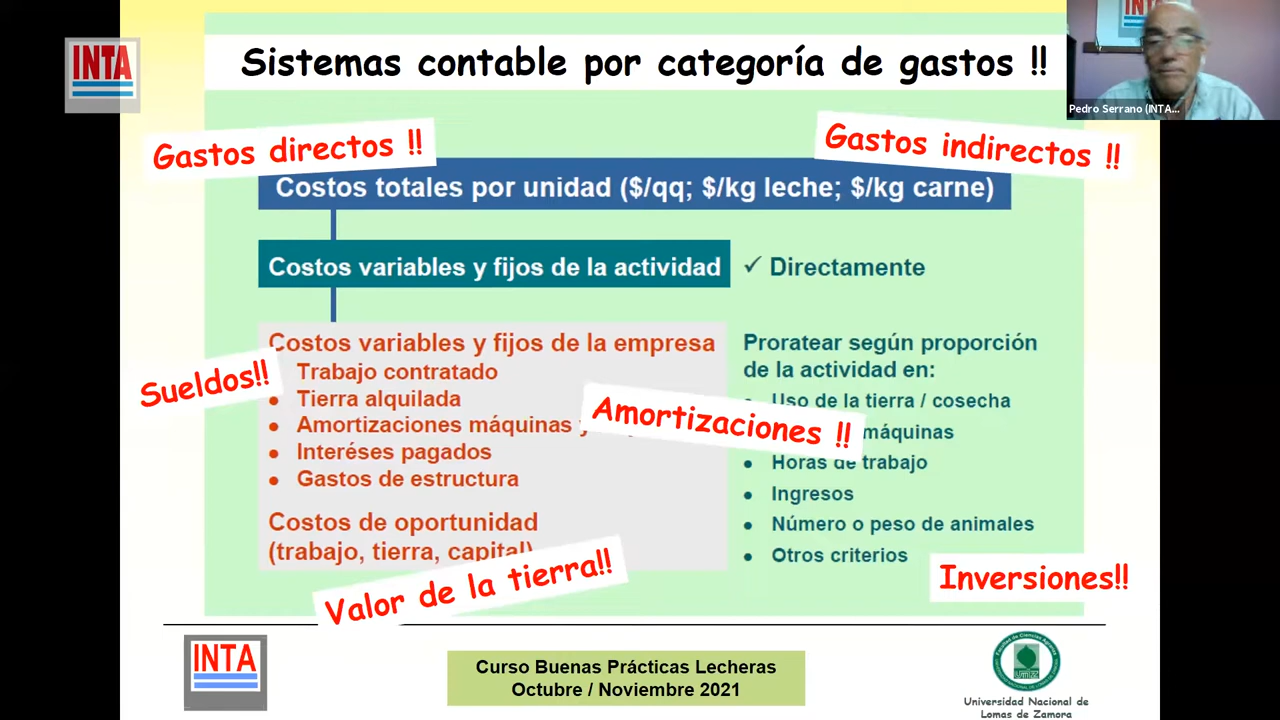 INTA
Sistemas contable por categoría de gastos !!
INTA
Pedro Serrano (INTA...
Gastos directos !!
Gastos indirectos !!
Costos totales por unidad ($/qq; $/kg leche; $/kg carne)
Costos variables y fijos de la actividad
✓ Directamente
Costos variables y fijos de la empresa
Trabajo contratado
• Tierra alquilada
• Amortizaciones máquinas y
• Interéses pagados
• Gastos de estructura
Costos de oportunidad
(trabajo, tierra, capital)
Sueldos!!
Amortizaciones !!
Valor de la tierra!!
Proratear según proporción
de la actividad en:
• Uso de la tierra / cosecha
máquinas
• Horas de trabajo
• Ingresos
• Número o peso de animales
• Otros criterios
Inversiones!!
INTA
Curso Buenas Prácticas Lecheras
Octubre / Noviembre 2021
Universidad Nacional de
Lomas de Zamora